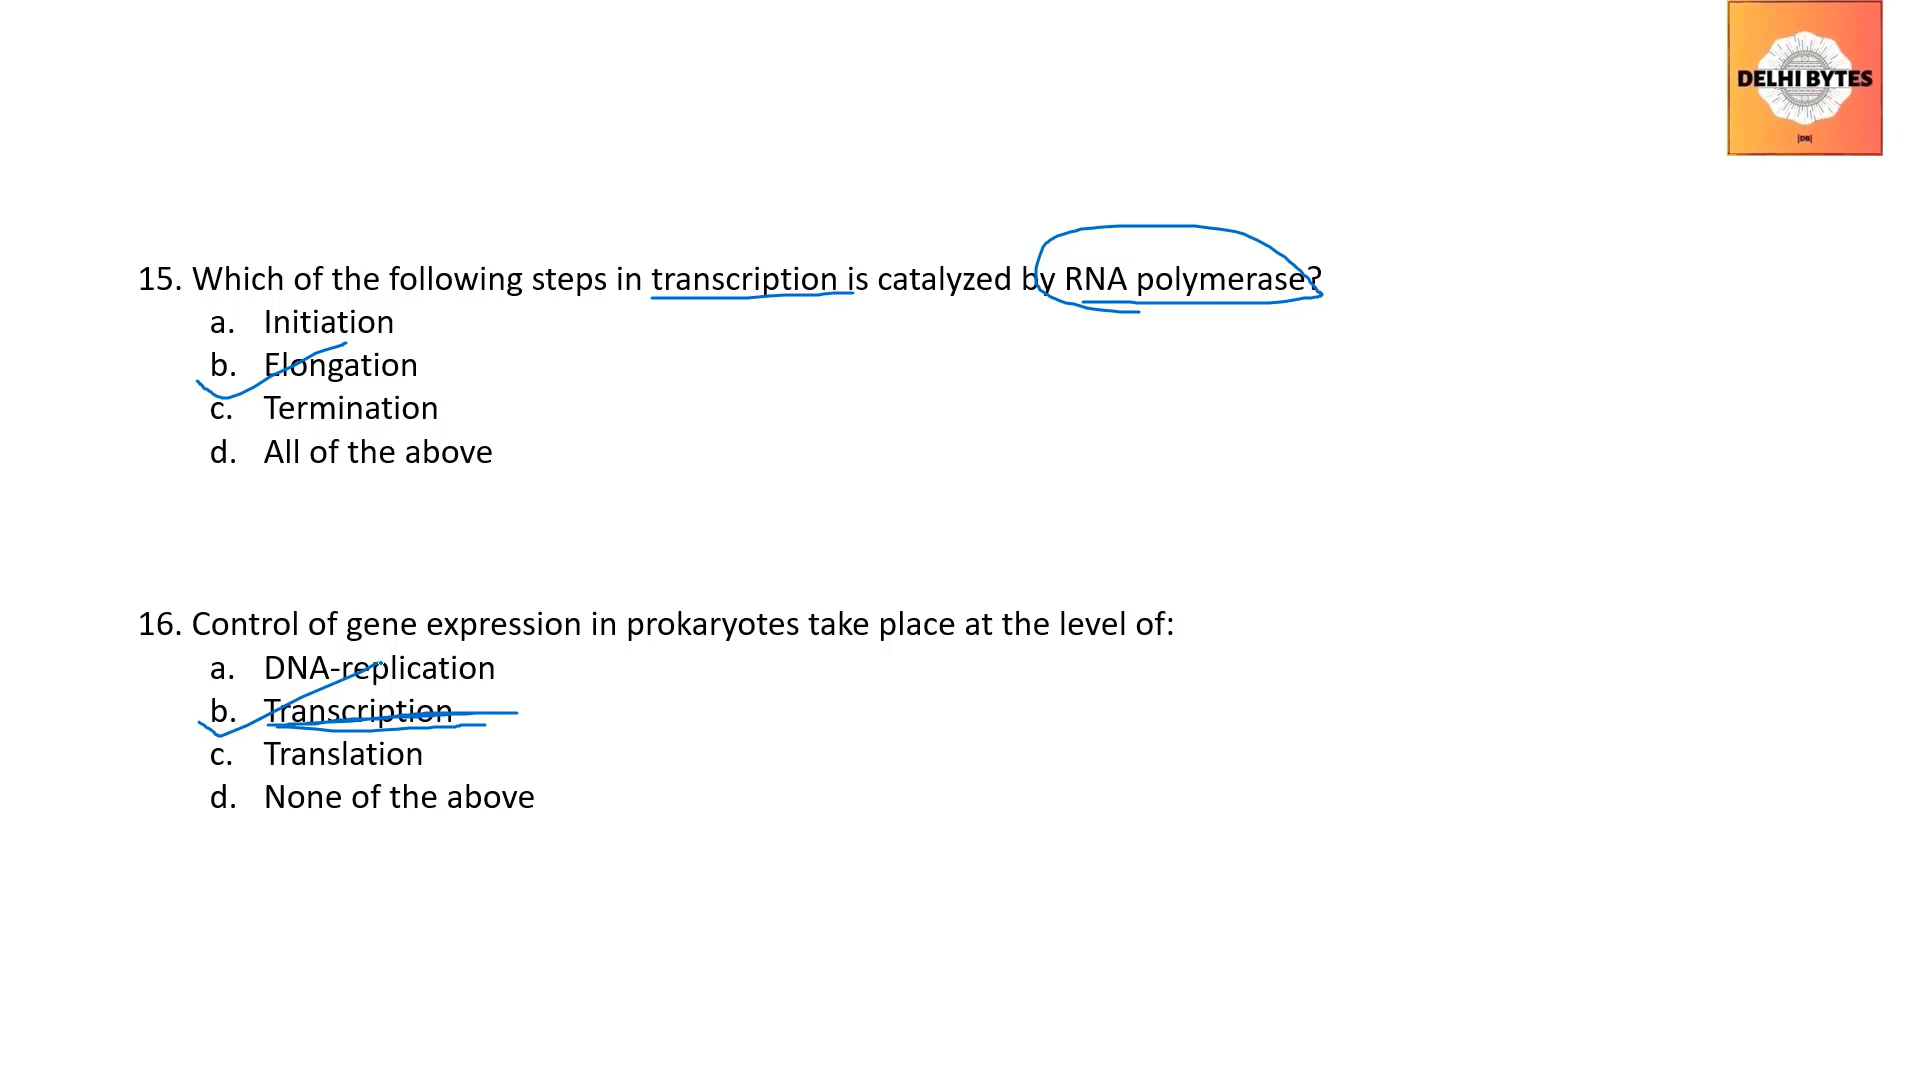 DELHI BYTES
|DB|
15. Which of the following steps in transcription is catalyzed by RNA polymerase?
a. Initiation
b. Elongation
c. Termination
d. All of the above
16. Control of gene expression in prokaryotes take place at the level of:
a. DNA-replication
b. Transcription
c. Translation
d. None of the above